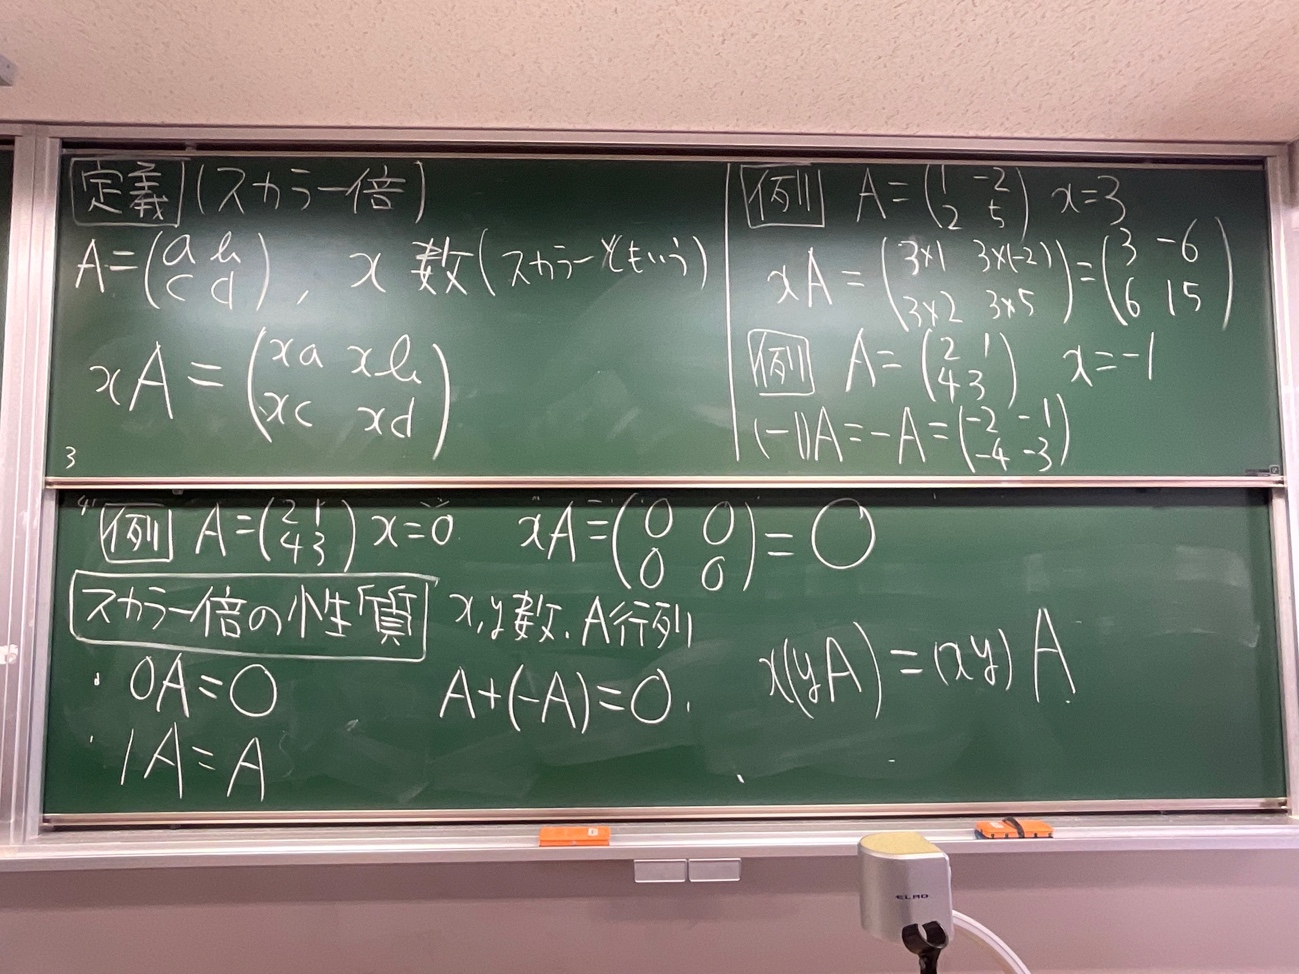 定義 (スカラー倍)
A=(a b
c d), x 数(スカラーともいう)
xA=(xa xb
xc xd)
3
例 A=(1 -2
2 5) x=3
xA=(3×1 3×(-2)
3×2 3×5)=(3 -6
6 15)
例 A=(2 1
4 3) x=-1
(-1)A=-A=(-2 -1
-4 -3)
4
例 A=(2 1
4 3) x=0 xA=(0 0
0 0)=O
スカラー倍の性質 x,y数.A行列
・0A=O A+(-A)=O. x(yA)=(xy)A
・1A=A
ELMO